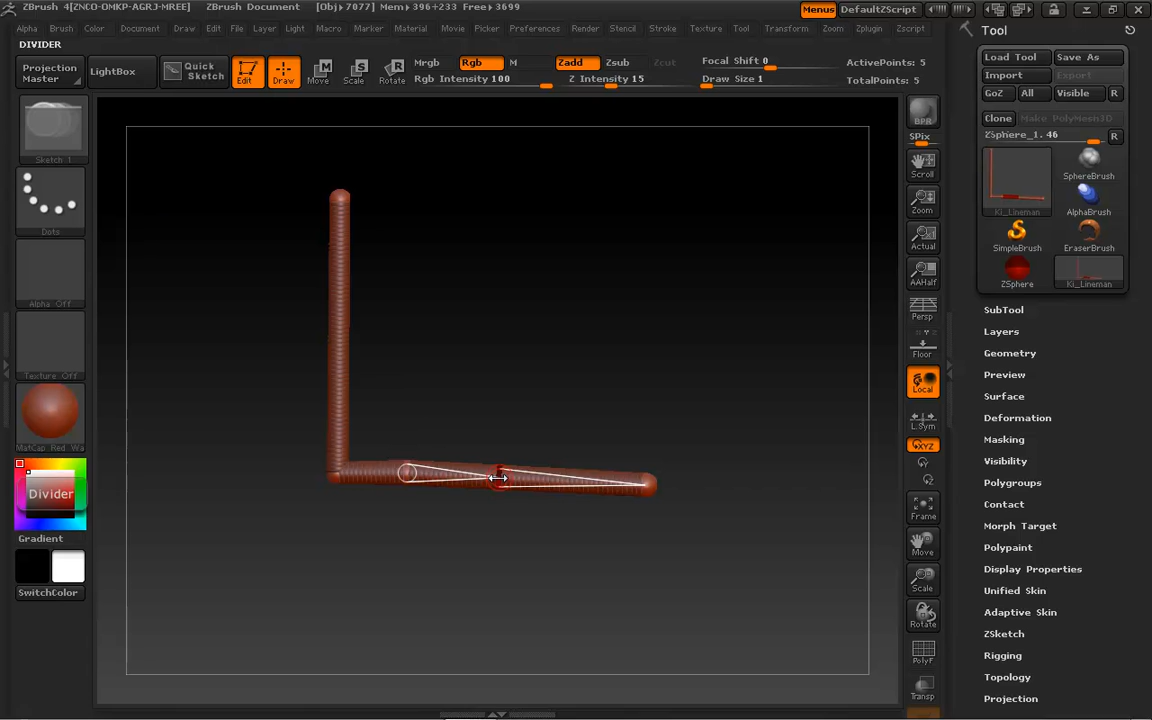 ZBrush 4[ZNCO-OMKP-AGRJ-MREE] ZBrush Document [Obj▸7077] Mem▸396+233 Free▸3699
Menus DefaultZScript
Alpha Brush Color Document Draw Edit File Layer Light Macro Marker Material Movie Picker Preferences Render Stencil Stroke Texture Tool Transform Zoom Zplugin Zscript
DIVIDER
Projection Master
LightBox
Quick Sketch
Edit Draw Move Scale Rotate
Mrgb Rgb M
Rgb Intensity 100
Zadd Zsub Zcut
Z Intensity 15
Focal Shift 0
Draw Size 1
ActivePoints: 5
TotalPoints: 5
Sketch 1
Dots
Alpha Off
Texture Off
MatCap Red Wa
Divider
Gradient
SwitchColor
BPR
SPix
Scroll
Zoom
Actual
AAHalf
Persp
Floor
Local
L.Sym
XYZ
Frame
Move
Scale
Rotate
PolyF
Transp
Tool
Load Tool Save As
Import Export
GoZ All Visible R
Clone Make PolyMesh3D
ZSphere_1. 46 R
Ki_Lineman
SphereBrush
AlphaBrush
SimpleBrush EraserBrush
ZSphere Ki_Lineman
SubTool
Layers
Geometry
Preview
Surface
Deformation
Masking
Visibility
Polygroups
Contact
Morph Target
Polypaint
Display Properties
Unified Skin
Adaptive Skin
ZSketch
Rigging
Topology
Projection